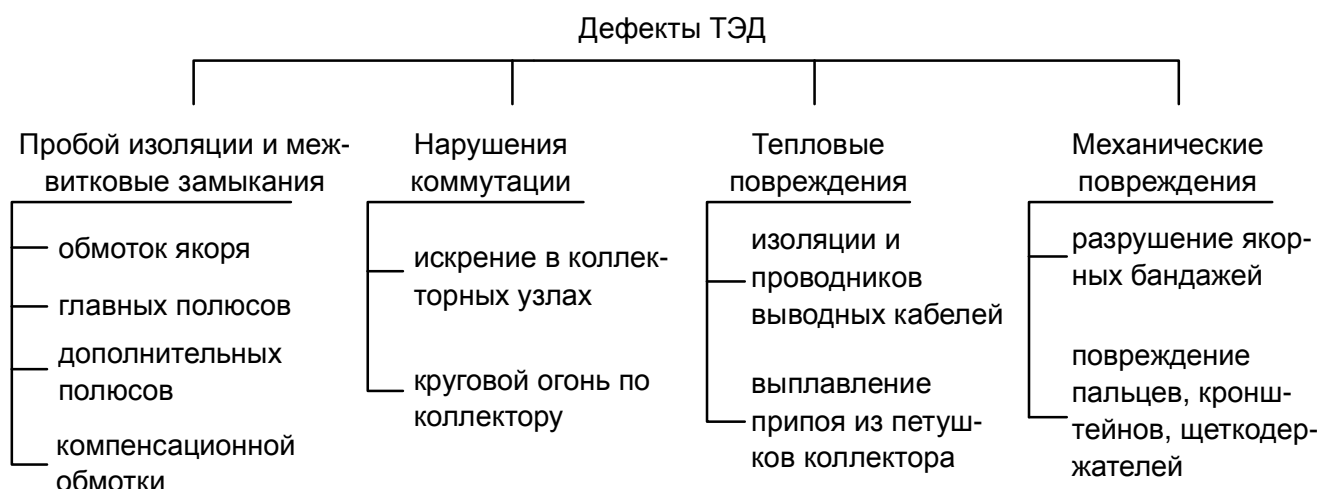 Дефекты ТЭД
Пробой изоляции и меж-
витковые замыкания
обмоток якоря
главных полюсов
дополнительных
полюсов
компенсационной
обмотки
Нарушения
коммутации
искрение в коллек-
торных узлах
круговой огонь по
коллектору
Тепловые
повреждения
изоляции и
проводников
выводных кабелей
выплавление
припоя из петуш-
ков коллектора
Механические
повреждения
разрушение якор-
ных бандажей
повреждение
пальцев, кронш-
тейнов, щеткодер-
жателей